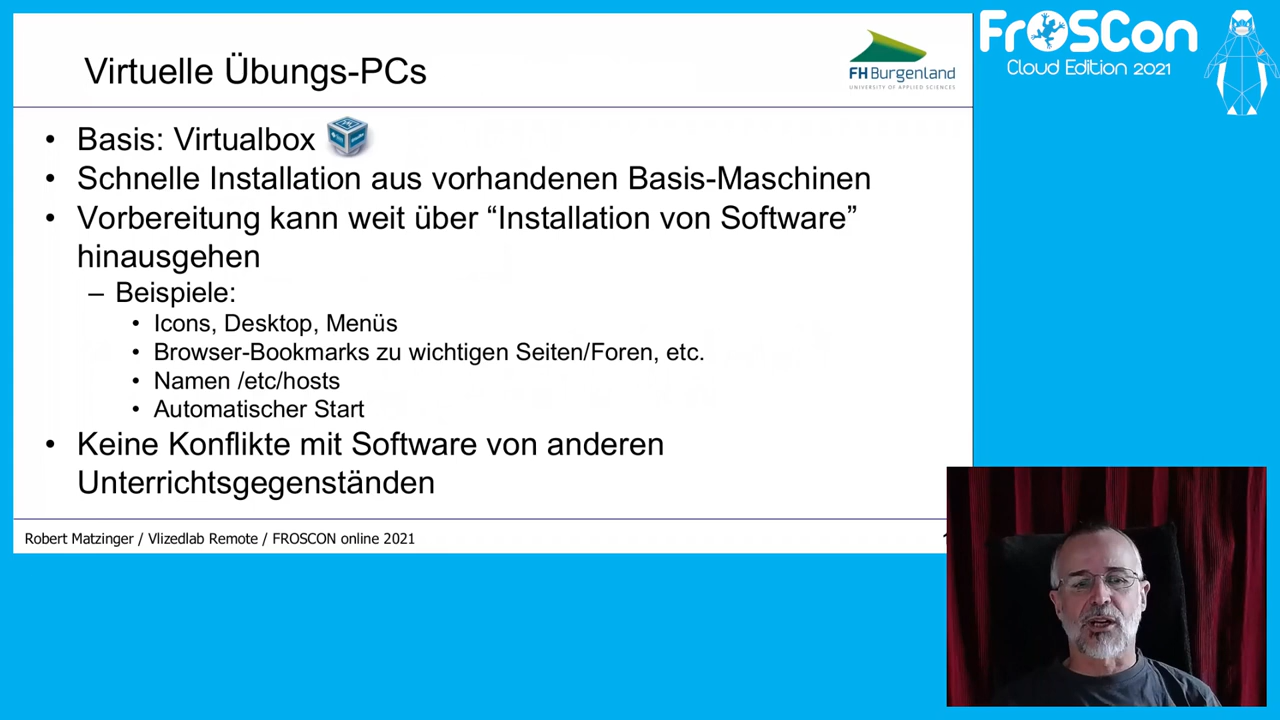 Virtuelle Übungs-PCs
FH Burgenland
UNIVERSITY OF APPLIED SCIENCES
FrOSCon
Cloud Edition 2021
• Basis: Virtualbox
• Schnelle Installation aus vorhandenen Basis-Maschinen
• Vorbereitung kann weit über “Installation von Software”
hinausgehen
– Beispiele:
• Icons, Desktop, Menüs
• Browser-Bookmarks zu wichtigen Seiten/Foren, etc.
• Namen /etc/hosts
• Automatischer Start
• Keine Konflikte mit Software von anderen
Unterrichtsgegenständen
Robert Matzinger / Vlizedlab Remote / FROSCON online 2021